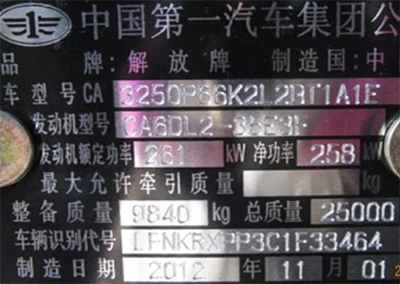 中国第一汽车集团公
品 牌: 解放牌 制造国: 中
车型号CA 3250P66K2L2BT1A1E
发动机型号 CA6DL2-35E3F
发动机额定功率 261 kW 净功率 258
最大允许牵引质量 kg
整备质量 9840 kg 总质量 25000
车辆识别代号 LFNKRXPP3C1F33464
制造日期 2012 年 11 月 01